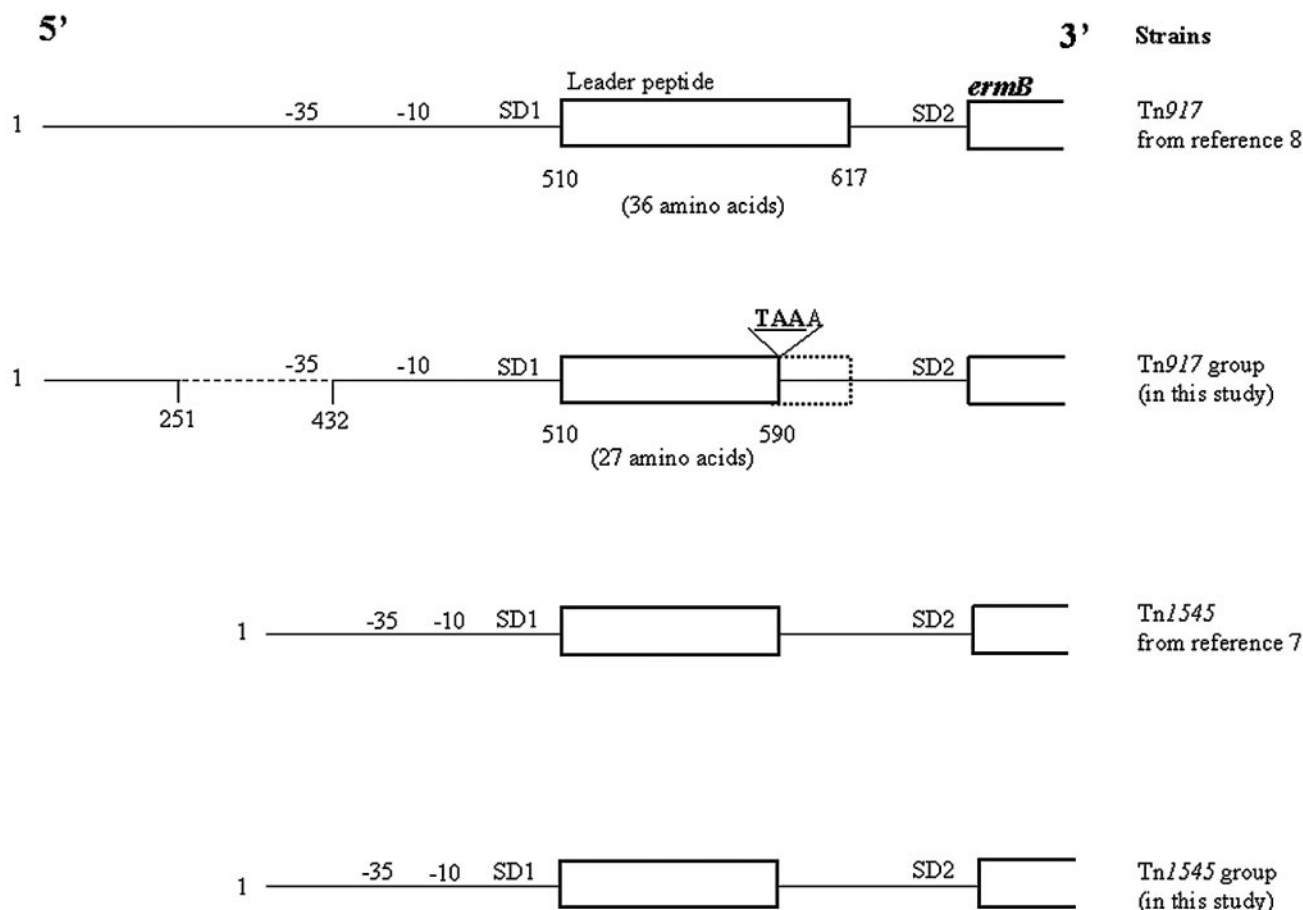 5’ 3’ Strains
Leader peptide
ermB
1 -35 -10 SD1 SD2 Tn917
from reference 8
510 617
(36 amino acids)
TAAA
1 -35 -10 SD1 SD2 Tn917 group
(in this study)
251 432 510 590
(27 amino acids)
1 -35 -10 SD1 SD2 Tn1545
from reference 7
1 -35 -10 SD1 SD2 Tn1545 group
(in this study)